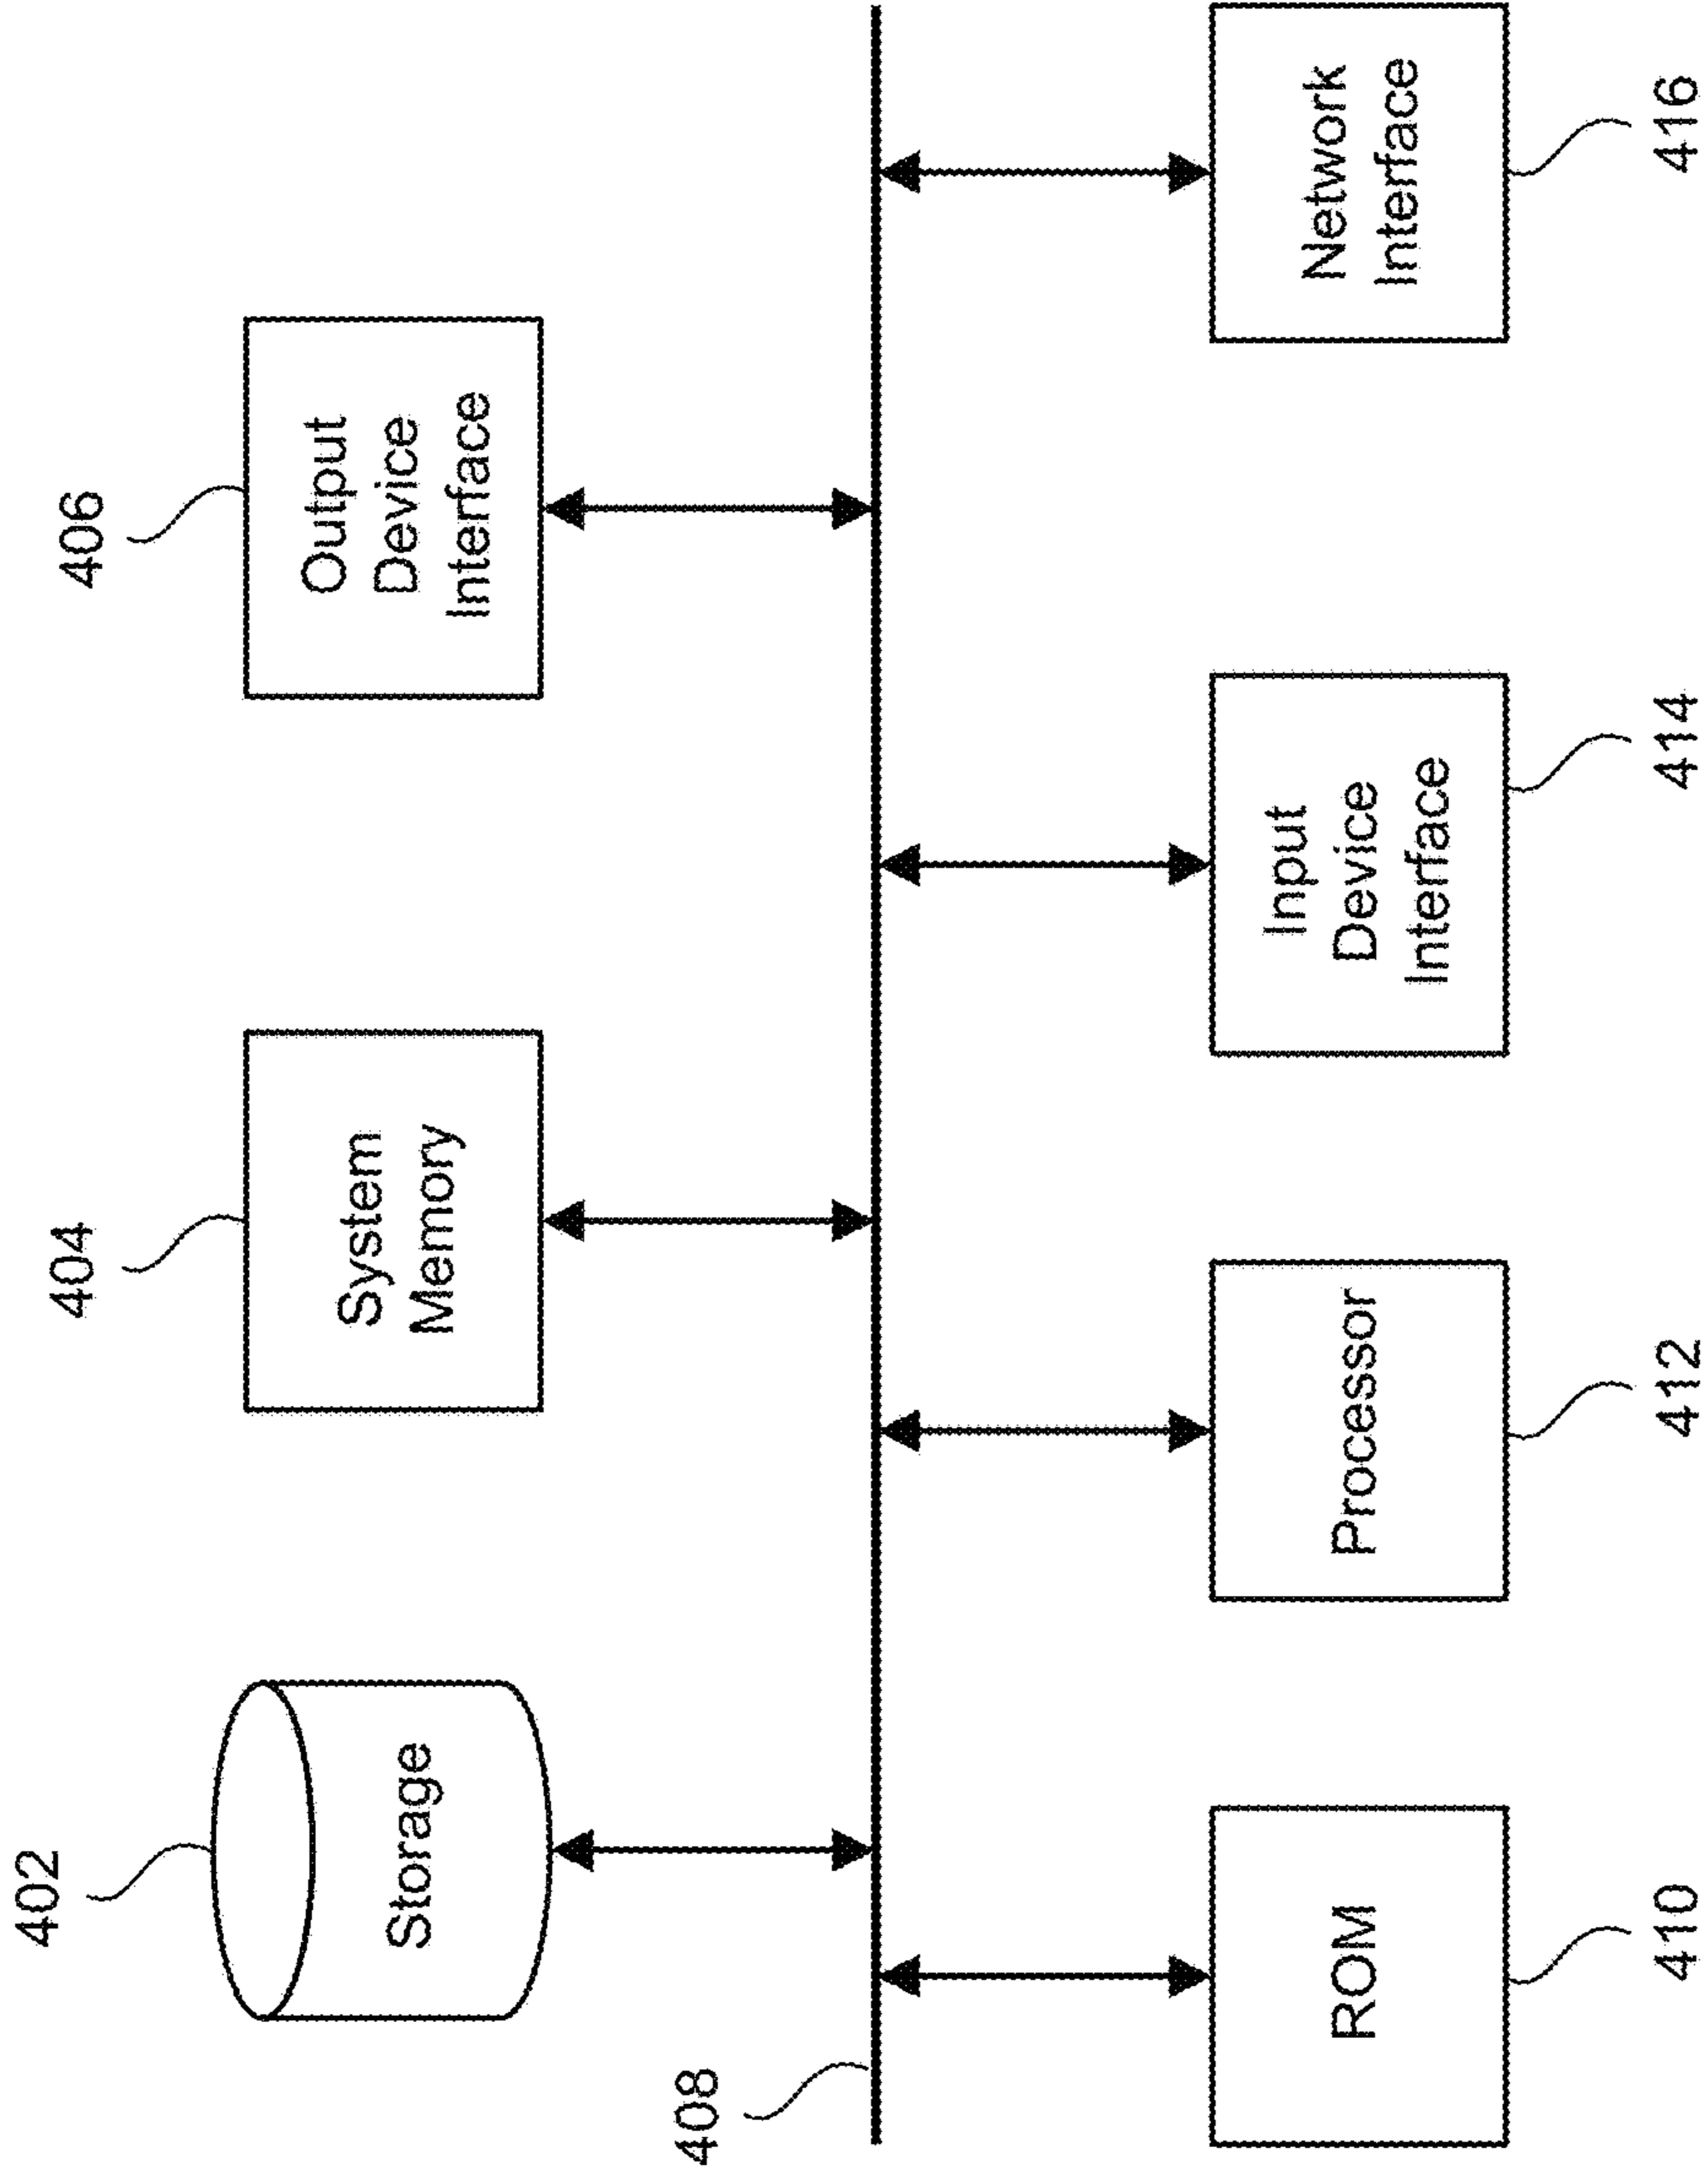 402
404
406
Storage
System
Memory
Output
Device
Interface
408
ROM
Processor
Input
Device
Interface
Network
Interface
410
412
414
416